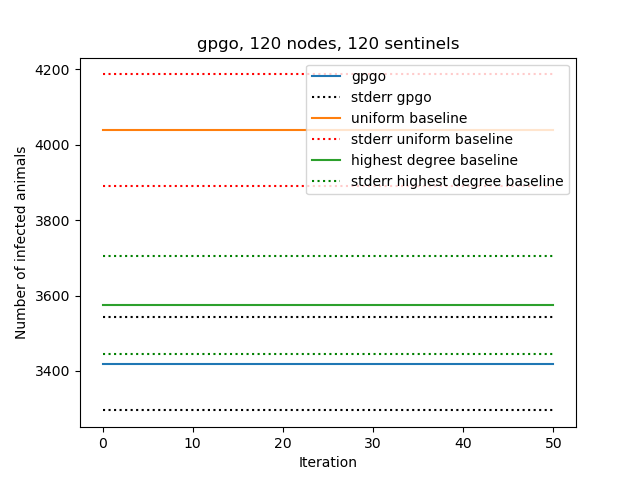 gpgo, 120 nodes, 120 sentinels
4200
4000
3800
3600
3400
Number of infected animals
gpgo
stderr gpgo
uniform baseline
stderr uniform baseline
highest degree baseline
stderr highest degree baseline
0 10 20 30 40 50
Iteration